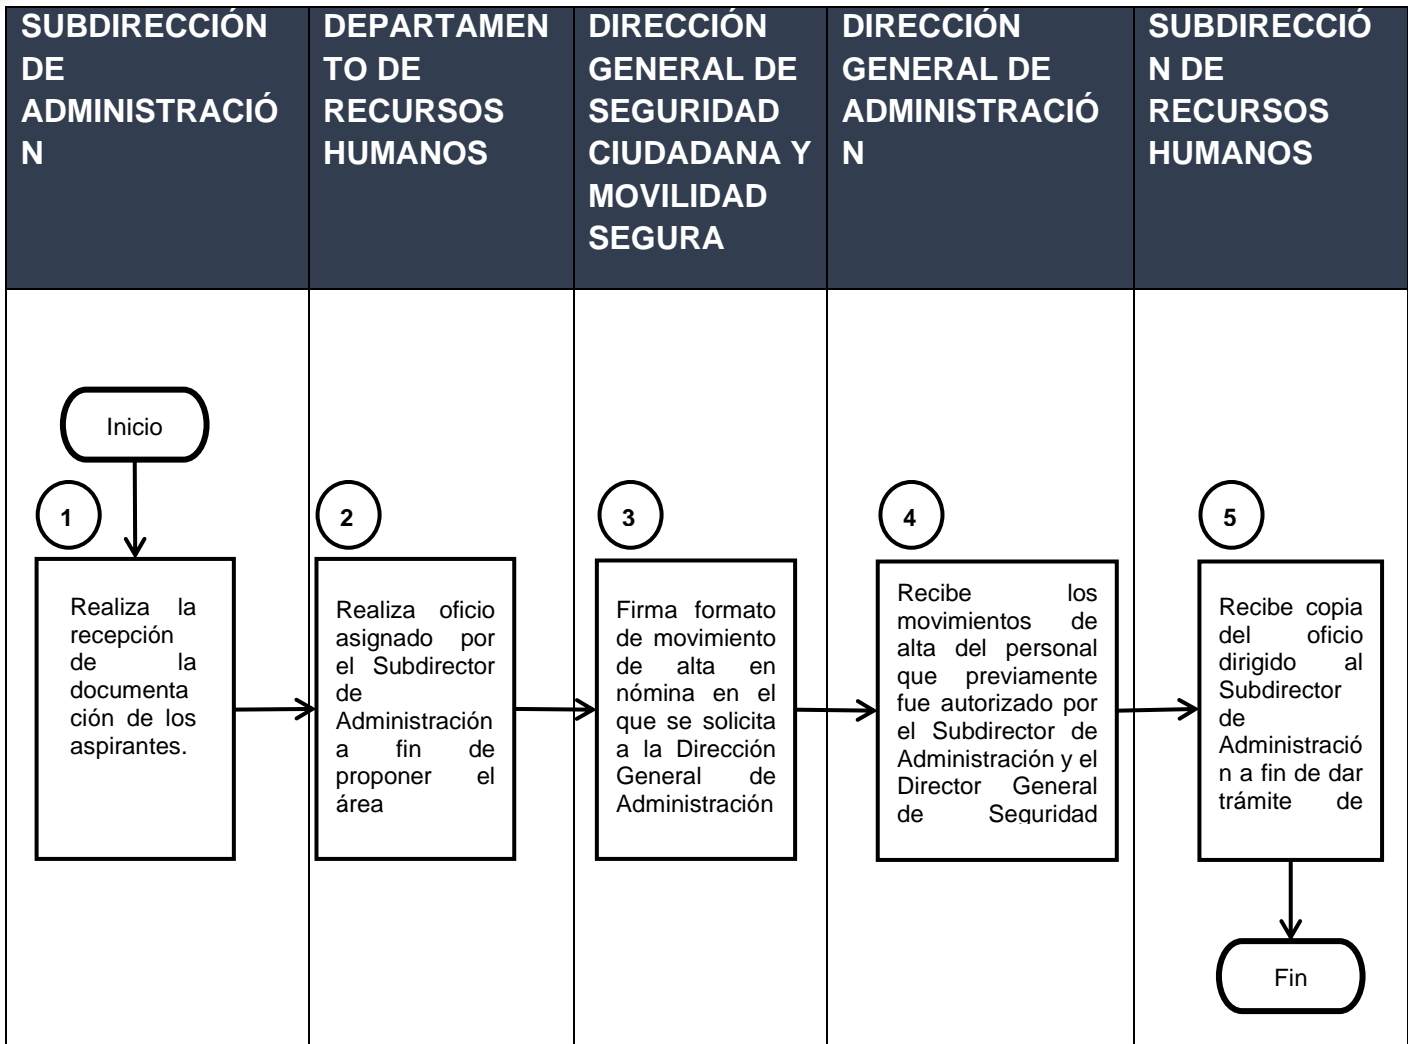 SUBDIRECCIÓN
DE
ADMINISTRACIÓ
N
DEPARTAMEN
TO DE
RECURSOS
HUMANOS
DIRECCIÓN
GENERAL DE
SEGURIDAD
CIUDADANA Y
MOVILIDAD
SEGURA
DIRECCIÓN
GENERAL DE
ADMINISTRACIÓ
N
SUBDIRECCIÓ
N DE
RECURSOS
HUMANOS
Inicio
1
Realiza la
recepción
de la
documenta
ción de los
aspirantes.
2
Realiza oficio
asignado por
el Subdirector
de
Administración
a fin de
proponer el
área
3
Firma formato
de movimiento
de alta en
nómina en el
que se solicita
a la Dirección
General de
Administración
4
Recibe los
movimientos de
alta del personal
que previamente
fue autorizado por
el Subdirector de
Administración y el
Director General
de Seguridad
5
Recibe copia
del oficio
dirigido al
Subdirector
de
Administració
n a fin de dar
trámite de
Fin